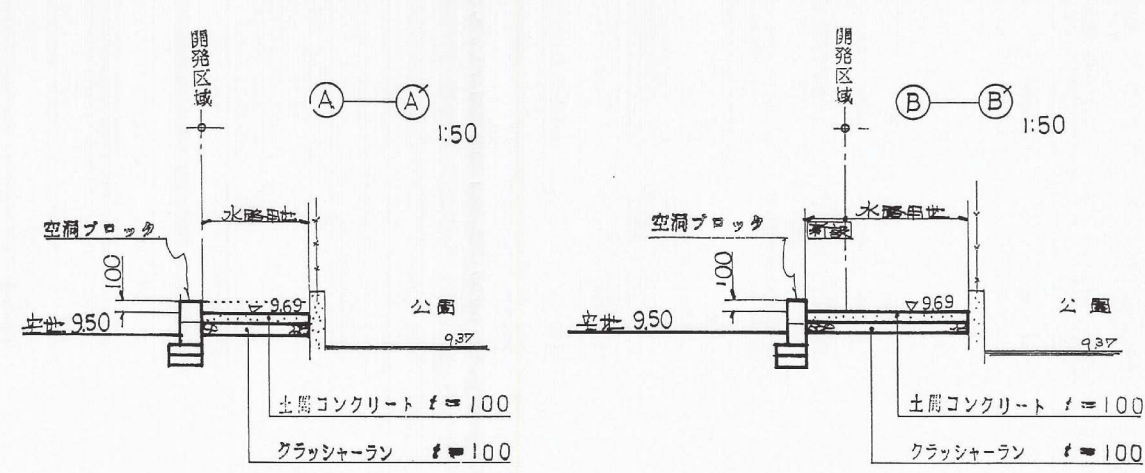 開発区域
A A'
1:50
水路用地
空洞ブロック
100
9.69
公園
宅地 9.50
9.37
土間コンクリート t=100
クラッシャーラン t=100
開発区域
B B'
1:50
水路用地
空洞ブロック
新設
100
9.69
公園
宅地 9.50
9.37
土間コンクリート t=100
クラッシャーラン t=100